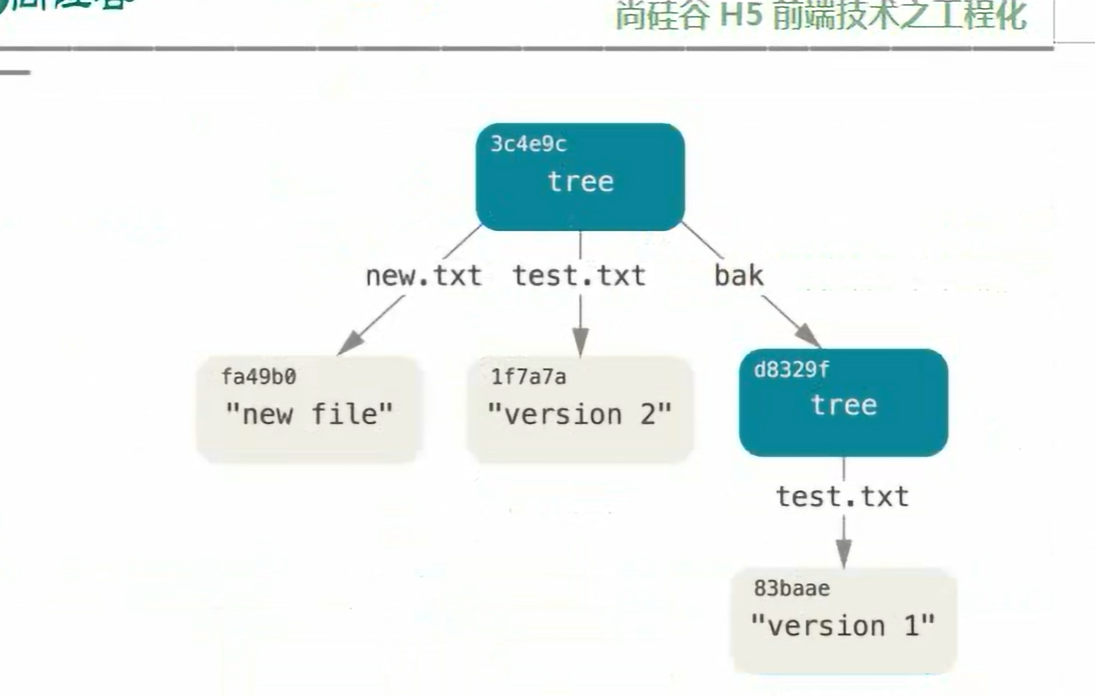 尚硅谷 H5 前端技术之工程化
3c4e9c
tree
new.txt test.txt bak
fa49b0 1f7a7a d8329f
"new file" "version 2" tree
test.txt
83baae
"version 1"